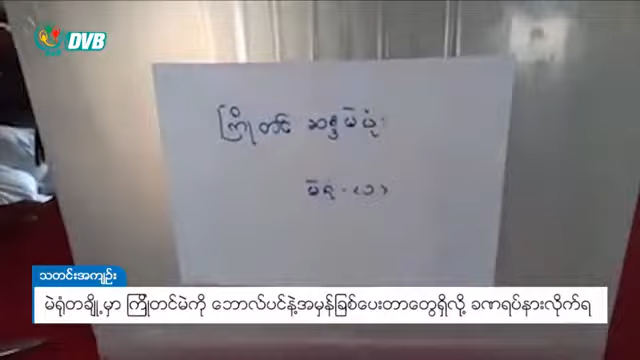 DVB
ကြိုတင် ဆန္ဒမဲပုံး
မဲရုံ - (၁)
သတင်းအကျဉ်း
မဲရုံတချို့မှာ ကြိုတင်မဲကို ဘောလ်ပင်နဲ့အမှန်ခြစ်ပေးတာတွေရှိလို့ ခဏရပ်နားလိုက်ရ